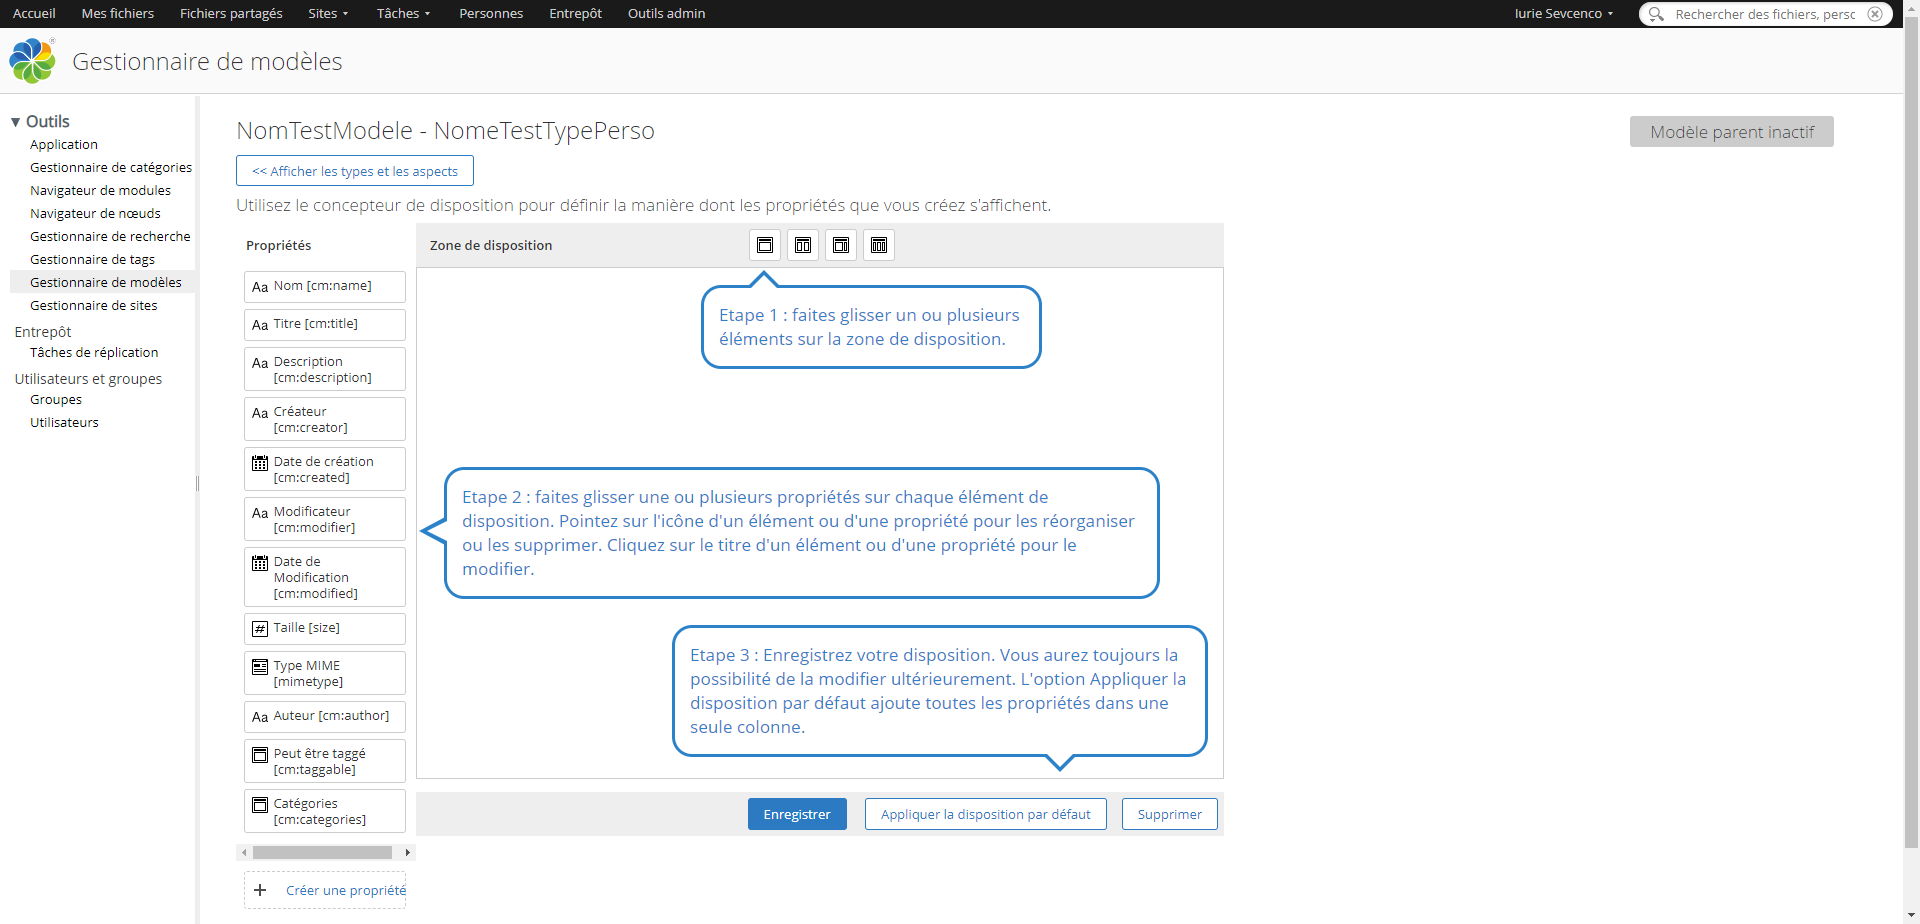 Accueil Mes fichiers Fichiers partagés Sites Tâches Personnes Entrepôt Outils admin Iurie Sevcenco Rechercher des fichiers, persc
Gestionnaire de modèles
Outils
Application
Gestionnaire de catégories
Navigateur de modules
Navigateur de nœuds
Gestionnaire de recherche
Gestionnaire de tags
Gestionnaire de modèles
Gestionnaire de sites
Entrepôt
Tâches de réplication
Utilisateurs et groupes
Groupes
Utilisateurs
NomTestModele - NomeTestTypePerso
Modèle parent inactif
<< Afficher les types et les aspects
Utilisez le concepteur de disposition pour définir la manière dont les propriétés que vous créez s'affichent.
Propriétés
Aa Nom [cm:name]
Aa Titre [cm:title]
Aa Description
[cm:description]
Aa Créateur
[cm:creator]
Date de création
[cm:created]
Aa Modificateur
[cm:modifier]
Date de
Modification
[cm:modified]
# Taille [size]
Type MIME
[mimetype]
Aa Auteur [cm:author]
Peut être taggé
[cm:taggable]
Catégories
[cm:categories]
+ Créer une propriété
Zone de disposition
Etape 1 : faites glisser un ou plusieurs
éléments sur la zone de disposition.
Etape 2 : faites glisser une ou plusieurs propriétés sur chaque élément de
disposition. Pointez sur l'icône d'un élément ou d'une propriété pour les réorganiser
ou les supprimer. Cliquez sur le titre d'un élément ou d'une propriété pour le
modifier.
Etape 3 : Enregistrez votre disposition. Vous aurez toujours la
possibilité de la modifier ultérieurement. L'option Appliquer la
disposition par défaut ajoute toutes les propriétés dans une
seule colonne.
Enregistrer Appliquer la disposition par défaut Supprimer